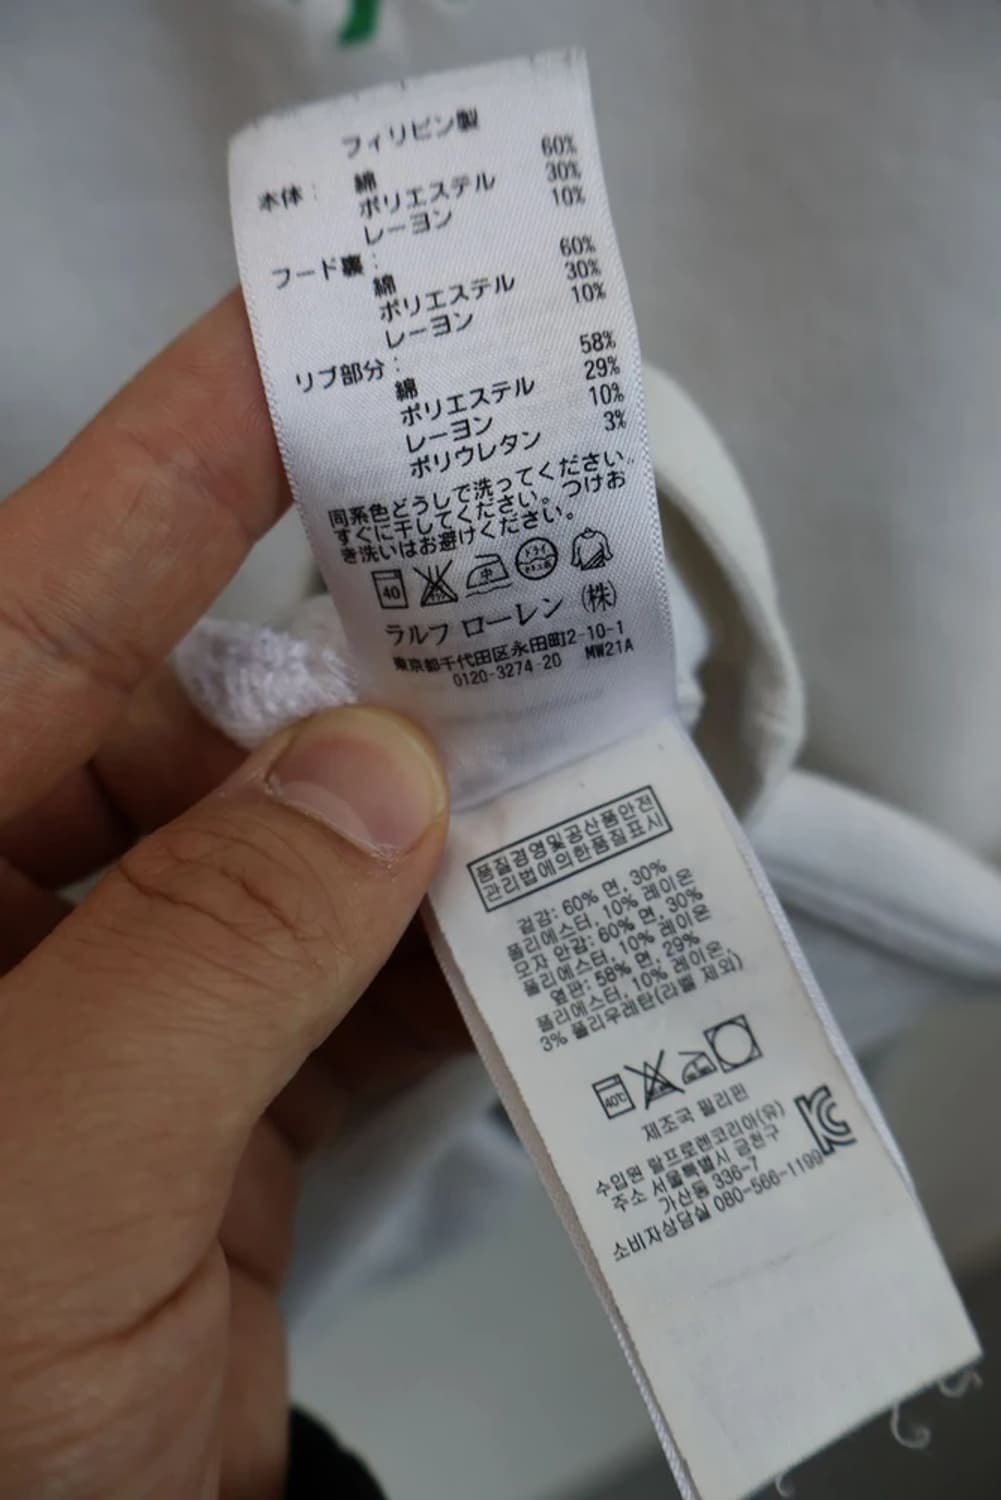 フィリピン製
本体: 綿 60%
ポリエステル 30%
レーヨン 10%
フード裏:
綿 60%
ポリエステル 30%
レーヨン 10%
リブ部分:
綿 58%
ポリエステル 29%
レーヨン 10%
ポリウレタン 3%
同系色どうしで洗ってください。
すぐに干してください。つけお
き洗いはお避けください。
40 中 ドライ
ラルフ ローレン (株)
東京都千代田区永田町2-10-1
0120-3274-20 MW21A
품질경영및공산품안전
관리법에의한품질표시
겉감: 60% 면, 30%
폴리에스터, 10% 레이온
모자 안감: 60% 면, 30%
폴리에스터, 10% 레이온
옆판: 58% 면, 29%
폴리에스터, 10% 레이온,
3% 폴리우레탄(라벨 제외)
40℃
제조국 필리핀
수입원 랄프로렌코리아(유)
주소 서울특별시 금천구
가산동 336-7
소비자상담실 080-566-1199